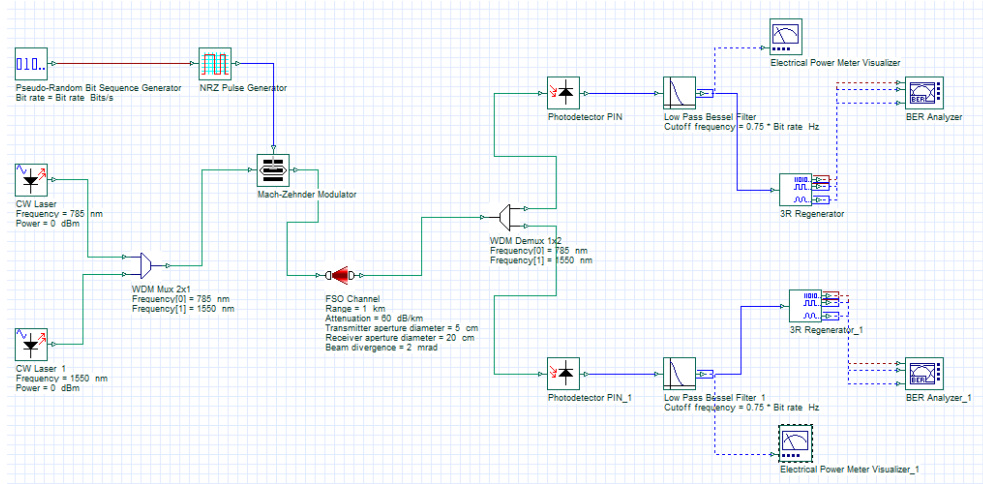 Electrical Power Meter Visualizer
Pseudo-Random Bit Sequence Generator
Bit rate = Bit rate Bits/s
NRZ Pulse Generator
Photodetector PIN
Low Pass Bessel Filter
Cutoff frequency = 0.75 * Bit rate Hz
BER
BER Analyzer
Mach-Zehnder Modulator
CW Laser
Frequency = 785 nm
Power = 0 dBm
3R Regenerator
WDM Demux 1x2
Frequency[0] = 785 nm
Frequency[1] = 1550 nm
WDM Mux 2x1
Frequency[0] = 785 nm
Frequency[1] = 1550 nm
FSO Channel
Range = 1 km
Attenuation = 60 dB/km
Transmitter aperture diameter = 5 cm
Receiver aperture diameter = 20 cm
Beam divergence = 2 mrad
3R Regenerator_1
CW Laser 1
Frequency = 1550 nm
Power = 0 dBm
Photodetector PIN_1
Low Pass Bessel Filter 1
Cutoff frequency = 0.75 * Bit rate Hz
BER
BER Analyzer_1
Electrical Power Meter Visualizer_1